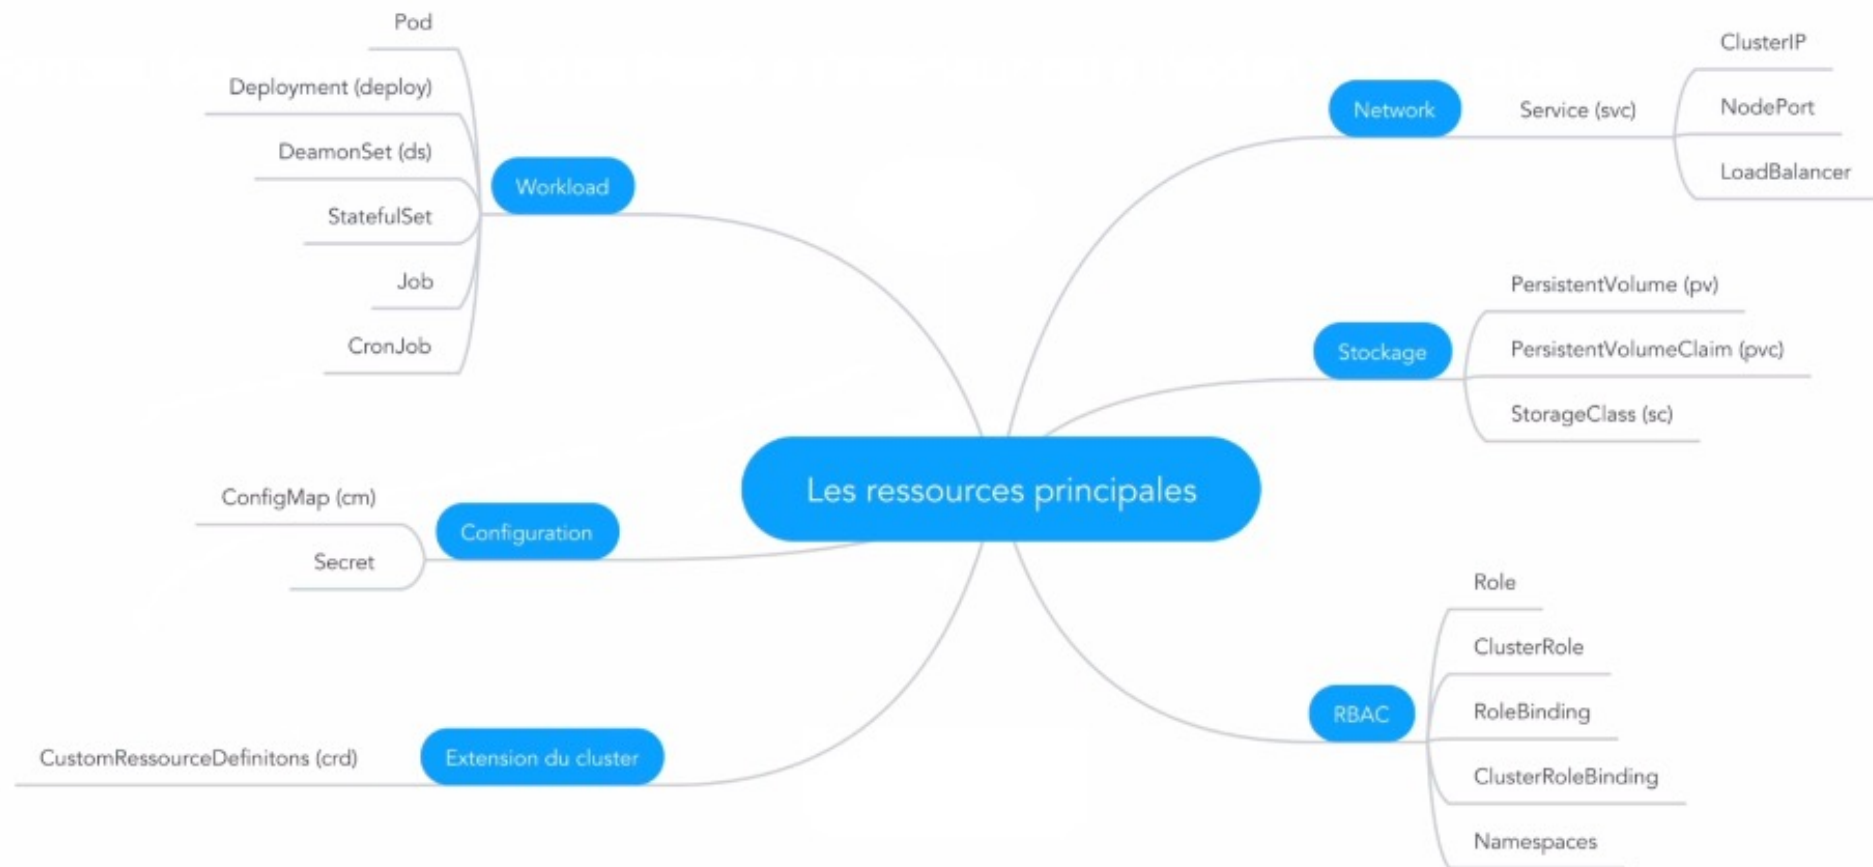 Pod
Deployment (deploy)
DeamonSet (ds)
StatefulSet
Job
CronJob
Workload
ConfigMap (cm)
Secret
Configuration
CustomRessourceDefinitons (crd)
Extension du cluster
Les ressources principales
Network
Service (svc)
ClusterIP
NodePort
LoadBalancer
Stockage
PersistentVolume (pv)
PersistentVolumeClaim (pvc)
StorageClass (sc)
RBAC
Role
ClusterRole
RoleBinding
ClusterRoleBinding
Namespaces